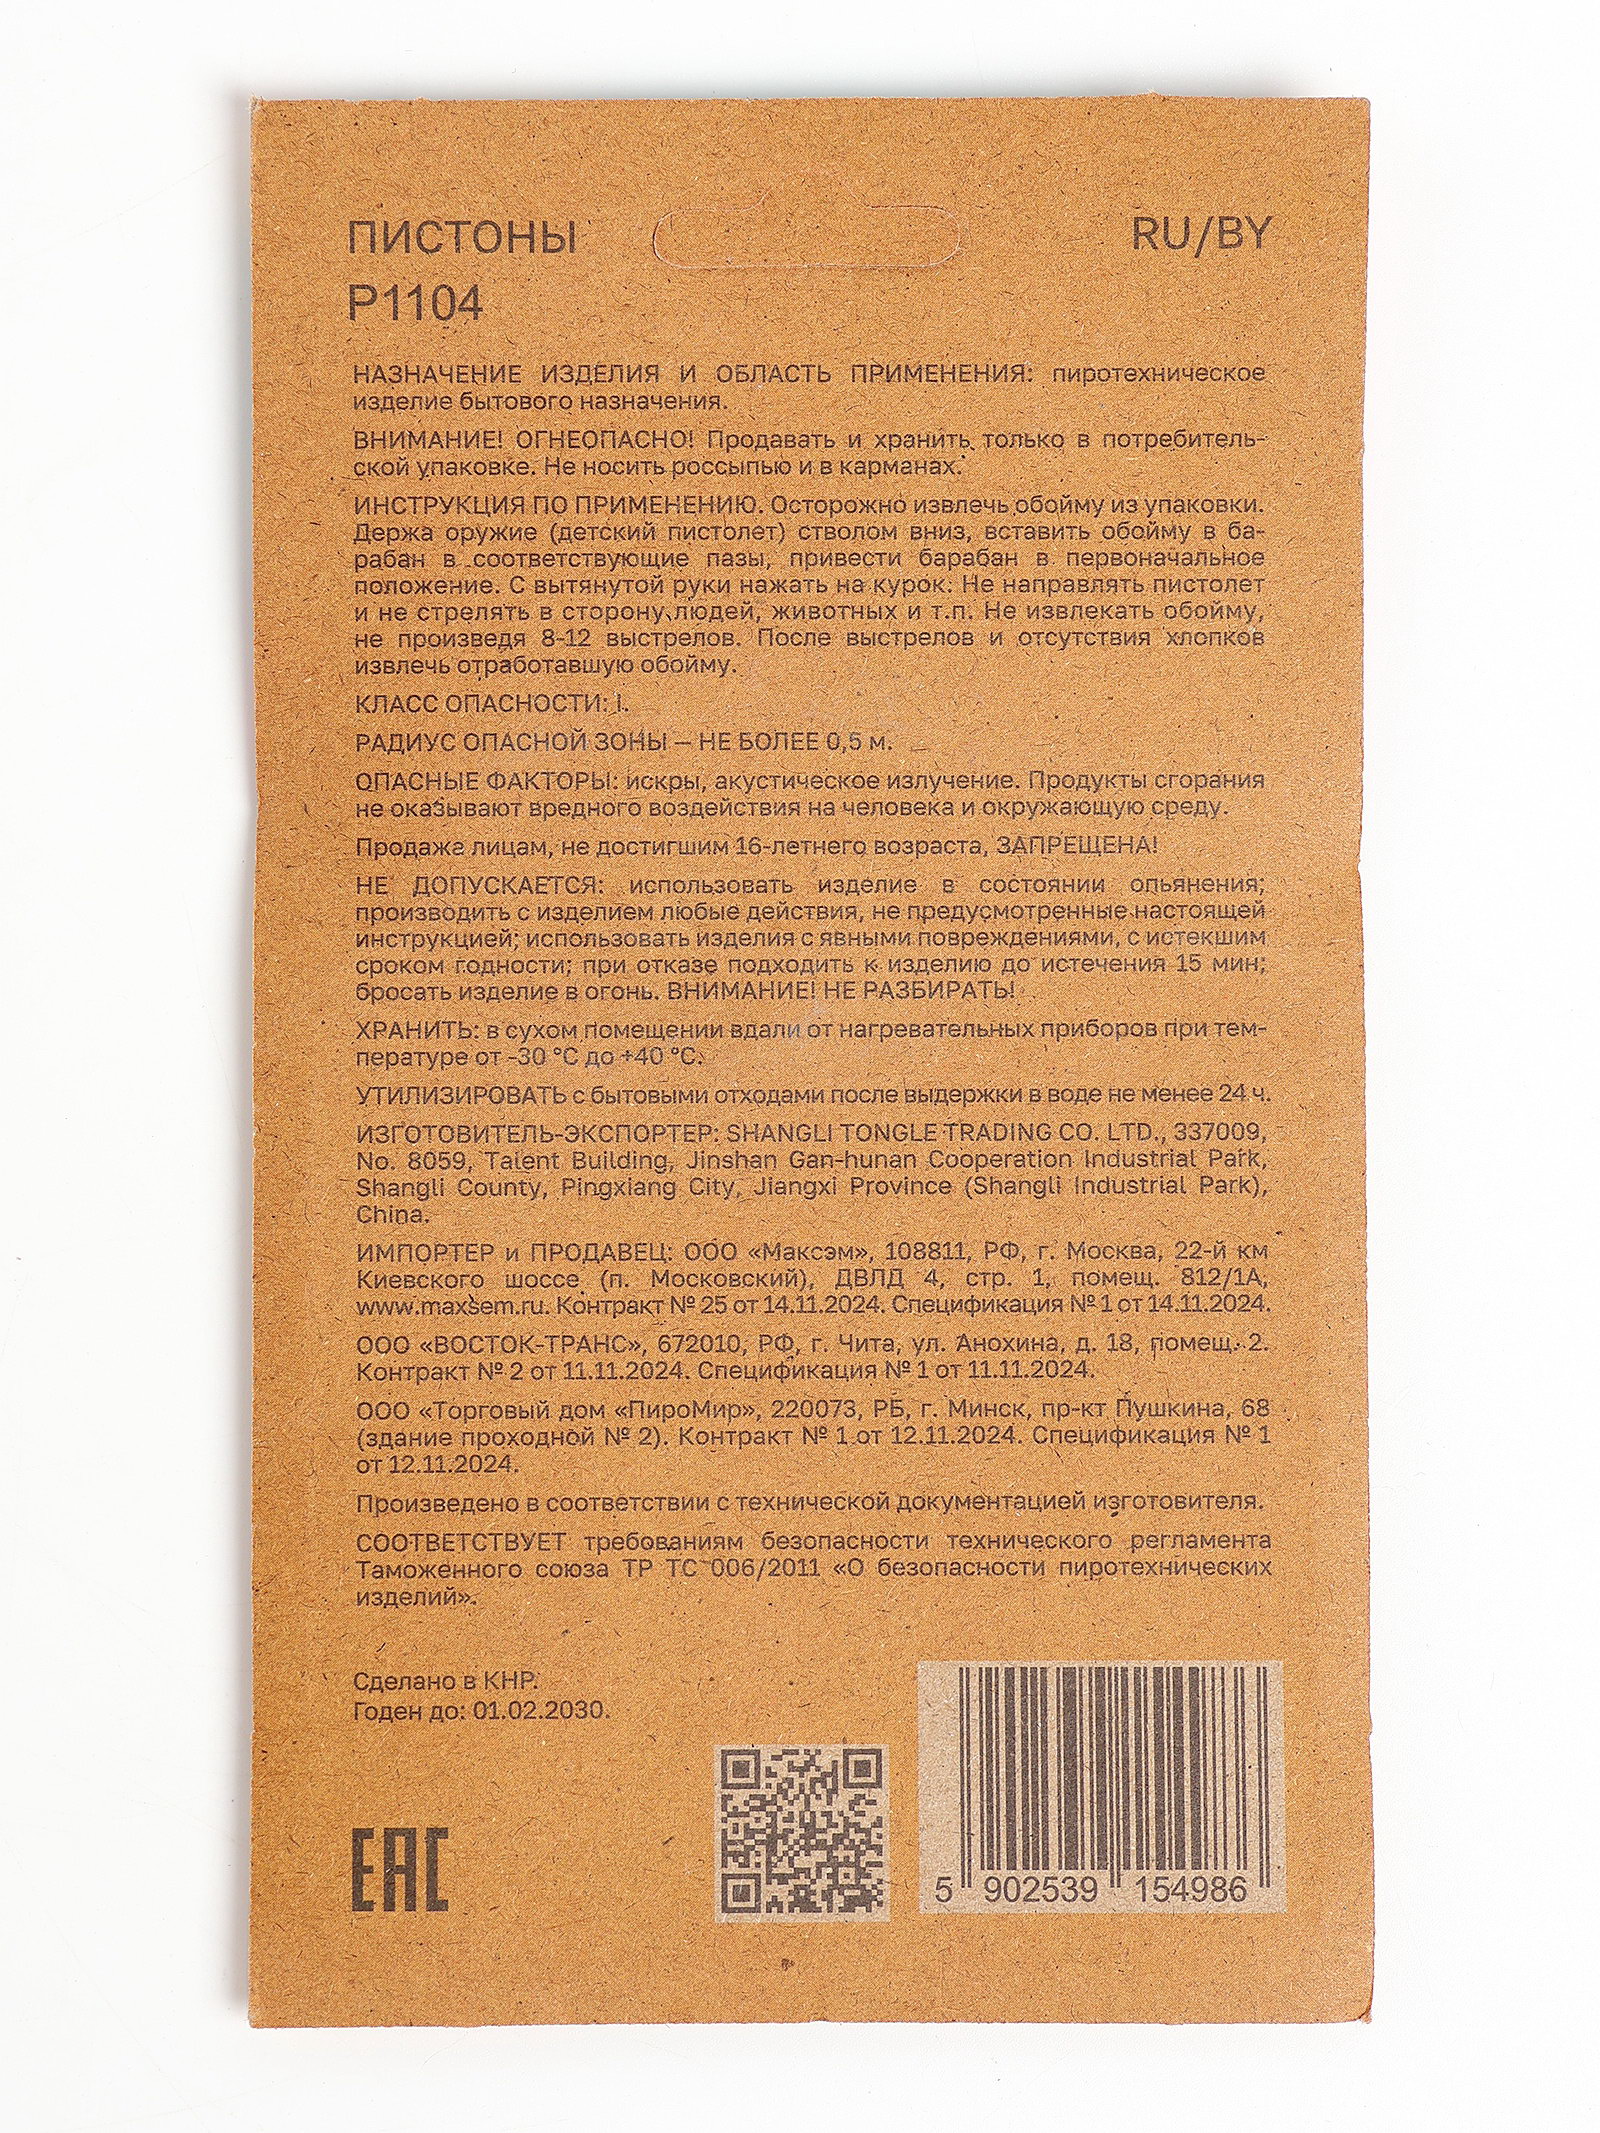 ПИСТОНЫ
RU/BY
Р1104
НАЗНАЧЕНИЕ ИЗДЕЛИЯ И ОБЛАСТЬ ПРИМЕНЕНИЯ: пиротехническое
изделие бытового назначения.
ВНИМАНИЕ! ОГНЕОПАСНО! Продавать и хранить только в потребитель-
ской упаковке. Не носить россыпью и в карманах.
ИНСТРУКЦИЯ ПО ПРИМЕНЕНИЮ. Осторожно извлечь обойму из упаковки.
Держа оружие (детский пистолет) стволом вниз, вставить обойму в ба-
рабан в соответствующие пазы, привести барабан в первоначальное
положение. С вытянутой руки нажать на курок. Не направлять пистолет
и не стрелять в сторону людей, животных и т.п. Не извлекать обойму,
не произведя 8-12 выстрелов. После выстрелов и отсутствия хлопков
извлечь отработавшую обойму.
КЛАСС ОПАСНОСТИ: I.
РАДИУС ОПАСНОЙ ЗОНЫ – НЕ БОЛЕЕ 0,5 м.
ОПАСНЫЕ ФАКТОРЫ: искры, акустическое излучение. Продукты сгорания
не оказывают вредного воздействия на человека и окружающую среду.
Продажа лицам, не достигшим 16-летнего возраста, ЗАПРЕЩЕНА!
НЕ ДОПУСКАЕТСЯ: использовать изделие в состоянии опьянения;
производить с изделием любые действия, не предусмотренные настоящей
инструкцией; использовать изделия с явными повреждениями, с истекшим
сроком годности; при отказе подходить к изделию до истечения 15 мин;
бросать изделие в огонь. ВНИМАНИЕ! НЕ РАЗБИРАТЬ!
ХРАНИТЬ: в сухом помещении вдали от нагревательных приборов при тем-
пературе от -30 °C до +40 °C.
УТИЛИЗИРОВАТЬ с бытовыми отходами после выдержки в воде не менее 24 ч.
ИЗГОТОВИТЕЛЬ-ЭКСПОРТЕР: SHANGLI TONGLE TRADING CO. LTD., 337009,
No. 8059, Talent Building, Jinshan Gan-hunan Cooperation Industrial Park,
Shangli County, Pingxiang City, Jiangxi Province (Shangli Industrial Park),
China.
ИМПОРТЕР и ПРОДАВЕЦ: ООО «Максэм», 108811, РФ, г. Москва, 22-й км
Киевского шоссе (п. Московский), ДВЛД 4, стр. 1, помещ. 812/1А,
www.maxsem.ru. Контракт № 25 от 14.11.2024. Спецификация № 1 от 14.11.2024.
ООО «ВОСТОК-ТРАНС», 672010, РФ, г. Чита, ул. Анохина, д. 18, помещ. 2.
Контракт № 2 от 11.11.2024. Спецификация № 1 от 11.11.2024.
ООО «Торговый дом «ПироМир», 220073, РБ, г. Минск, пр-кт Пушкина, 68
(здание проходной № 2). Контракт № 1 от 12.11.2024. Спецификация № 1
от 12.11.2024.
Произведено в соответствии с технической документацией изготовителя.
СООТВЕТСТВУЕТ требованиям безопасности технического регламента
Таможенного союза ТР ТС 006/2011 «О безопасности пиротехнических
изделий».
Сделано в КНР.
Годен до: 01.02.2030.
EAC
5 902539 154986